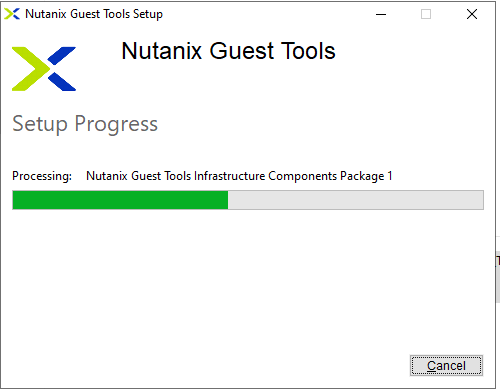 Nutanix Guest Tools Setup
Nutanix Guest Tools
Setup Progress
Processing: Nutanix Guest Tools Infrastructure Components Package 1
Cancel